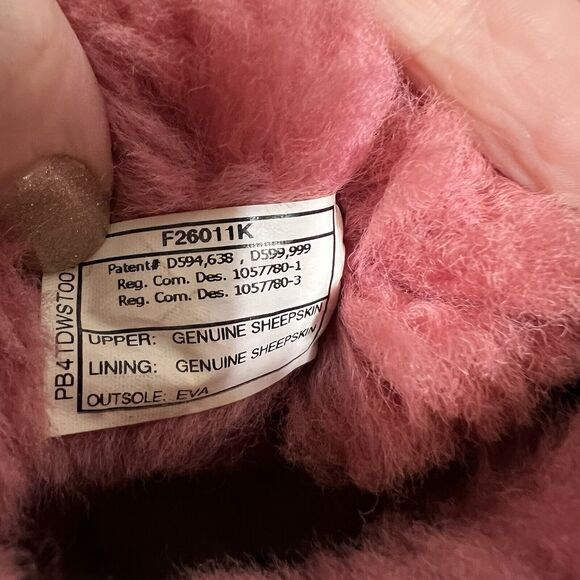 F26011K
Patent# D594,638 , D599,999
Reg. Com. Des. 1057780-1
Reg. Com. Des. 1057780-3
UPPER: GENUINE SHEEPSKIN
LINING: GENUINE SHEEPSKIN
OUTSOLE: EVA
PB41DWST00